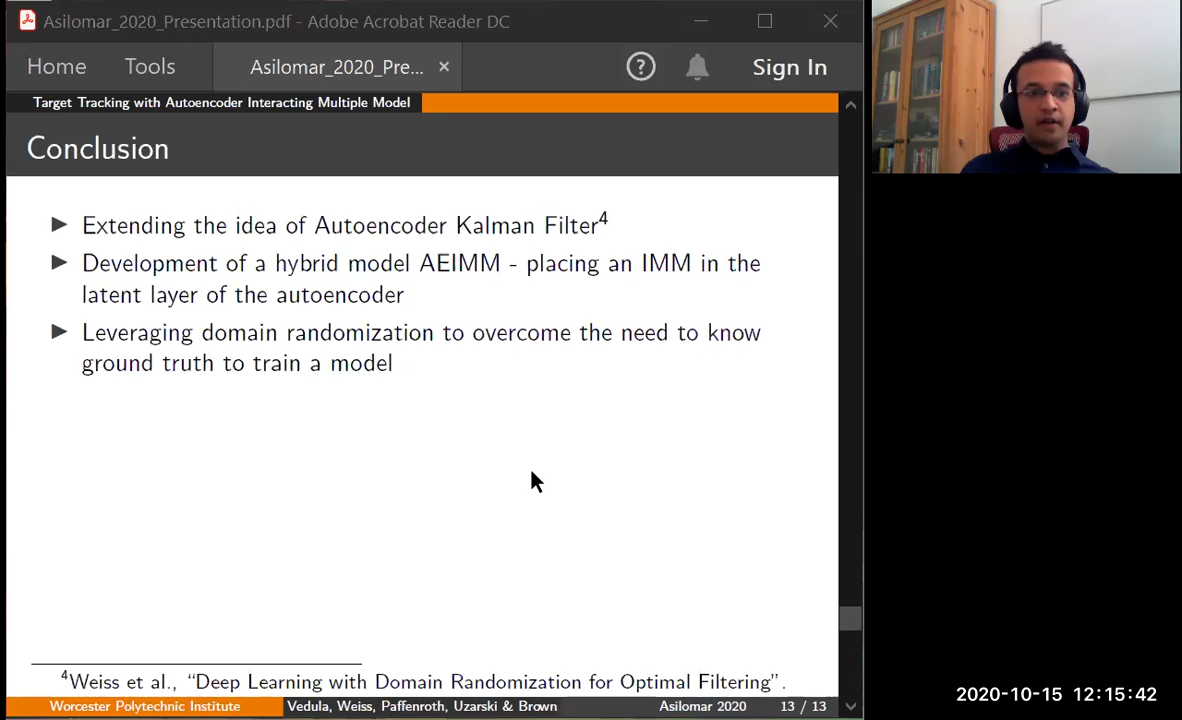 Asilomar_2020_Presentation.pdf - Adobe Acrobat Reader DC
Home Tools Asilomar_2020_Pre... × ? Sign In
Target Tracking with Autoencoder Interacting Multiple Model
Conclusion
▶ Extending the idea of Autoencoder Kalman Filter⁴
▶ Development of a hybrid model AEIMM - placing an IMM in the
latent layer of the autoencoder
▶ Leveraging domain randomization to overcome the need to know
ground truth to train a model
⁴Weiss et al., “Deep Learning with Domain Randomization for Optimal Filtering”.
Worcester Polytechnic Institute Vedula, Weiss, Paffenroth, Uzarski & Brown Asilomar 2020 13 / 13
2020-10-15 12:15:42